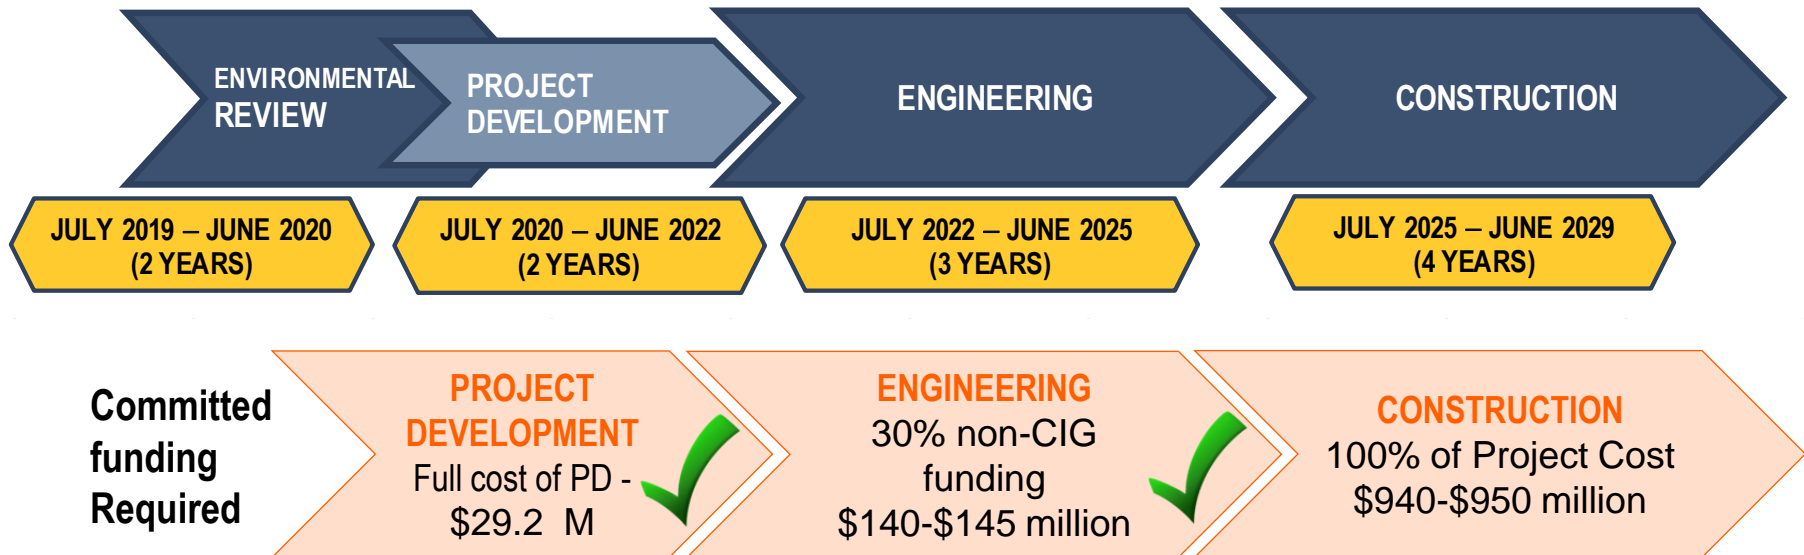 ENVIRONMENTAL
REVIEW
PROJECT
DEVELOPMENT
ENGINEERING
CONSTRUCTION
JULY 2019 – JUNE 2020
(2 YEARS)
JULY 2020 – JUNE 2022
(2 YEARS)
JULY 2022 – JUNE 2025
(3 YEARS)
JULY 2025 – JUNE 2029
(4 YEARS)
Committed
funding
Required
PROJECT
DEVELOPMENT
Full cost of PD -
$29.2 M
ENGINEERING
30% non-CIG
funding
$140-$145 million
CONSTRUCTION
100% of Project Cost
$940-$950 million